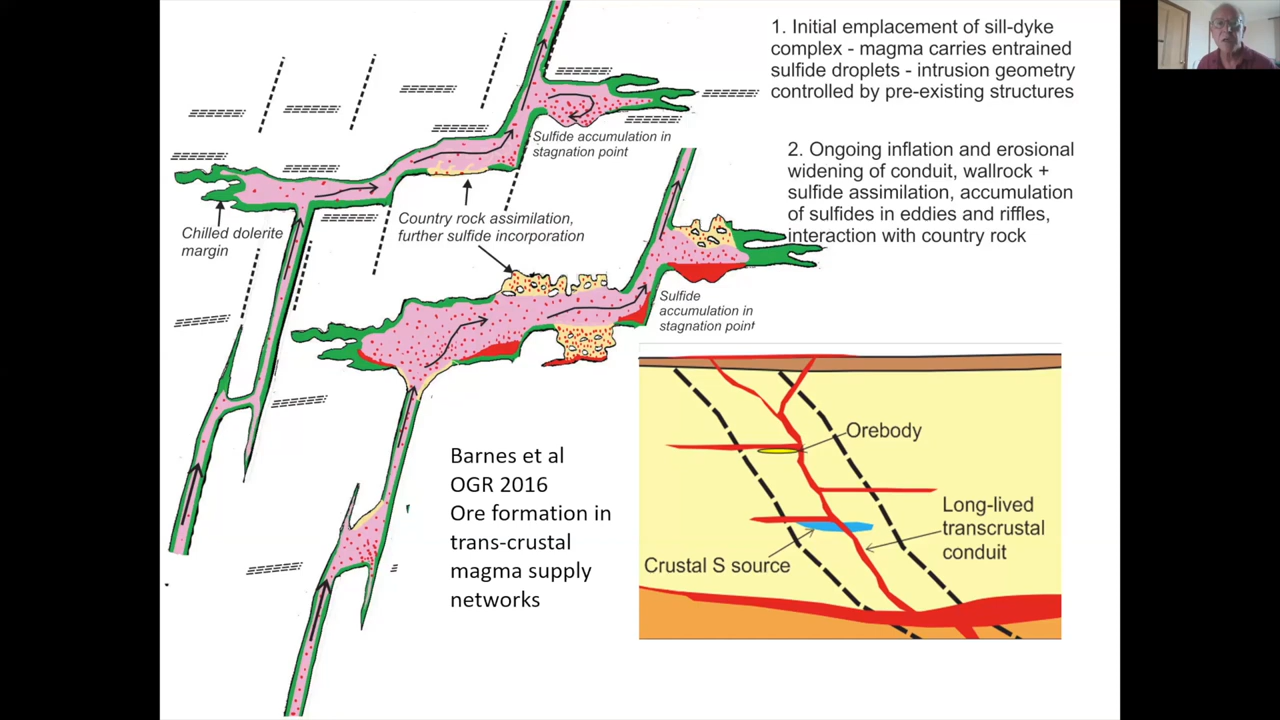 1. Initial emplacement of sill-dyke
complex - magma carries entrained
sulfide droplets - intrusion geometry
controlled by pre-existing structures
Sulfide accumulation in
stagnation point
2. Ongoing inflation and erosional
widening of conduit, wallrock +
sulfide assimilation, accumulation
of sulfides in eddies and riffles,
interaction with country rock
Chilled dolerite
margin
Country rock assimilation,
further sulfide incorporation
Sulfide
accumulation in
stagnation point
Barnes et al
OGR 2016
Ore formation in
trans-crustal
magma supply
networks
Orebody
Long-lived
transcrustal
conduit
Crustal S source